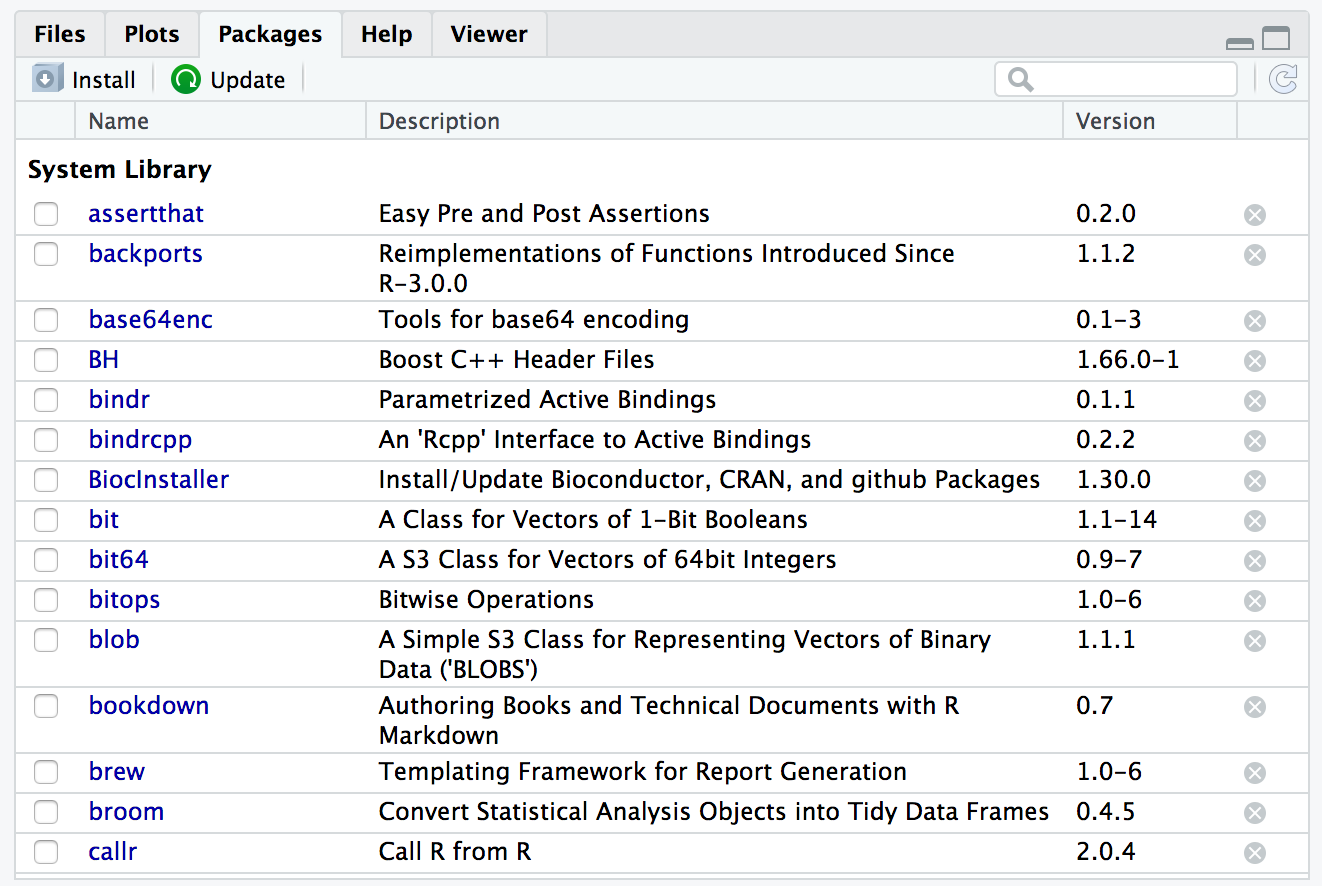 Files Plots Packages Help Viewer
Install Update
Name Description Version
System Library
assertthat Easy Pre and Post Assertions 0.2.0
backports Reimplementations of Functions Introduced Since 1.1.2
R-3.0.0
base64enc Tools for base64 encoding 0.1-3
BH Boost C++ Header Files 1.66.0-1
bindr Parametrized Active Bindings 0.1.1
bindrcpp An 'Rcpp' Interface to Active Bindings 0.2.2
BiocInstaller Install/Update Bioconductor, CRAN, and github Packages 1.30.0
bit A Class for Vectors of 1-Bit Booleans 1.1-14
bit64 A S3 Class for Vectors of 64bit Integers 0.9-7
bitops Bitwise Operations 1.0-6
blob A Simple S3 Class for Representing Vectors of Binary 1.1.1
Data ('BLOBS')
bookdown Authoring Books and Technical Documents with R 0.7
Markdown
brew Templating Framework for Report Generation 1.0-6
broom Convert Statistical Analysis Objects into Tidy Data Frames 0.4.5
callr Call R from R 2.0.4